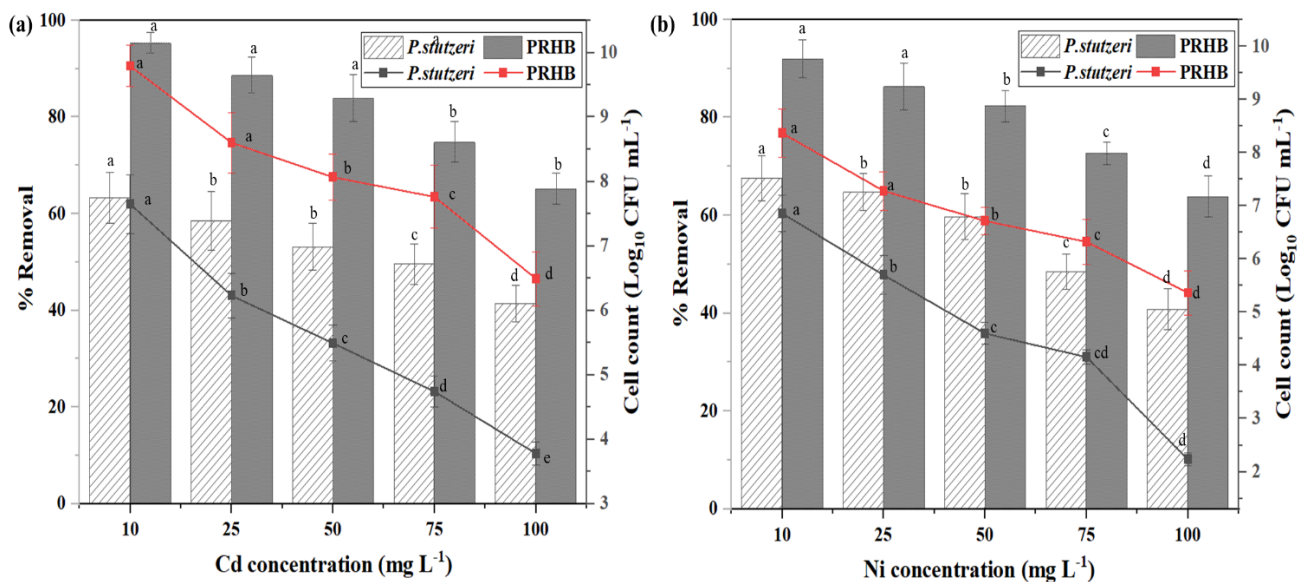 (a)
100
80
60
40
20
0
% Removal
10
9
8
7
6
5
4
3
Cell count (Log10 CFU mL-1)
P.stutzeri PRHB
P.stutzeri PRHB
a
a
a
a
b
b
a
b
b
c
d
a
a
b
c
d
a
b
c
d
e
10 25 50 75 100
Cd concentration (mg L-1)
(b)
100
80
60
40
20
0
% Removal
10
9
8
7
6
5
4
3
2
Cell count (Log10 CFU mL-1)
P.stutzeri PRHB
P.stutzeri PRHB
a
a
b
c
d
a
b
b
c
d
a
a
b
c
d
a
b
c
cd
d
10 25 50 75 100
Ni concentration (mg L-1)